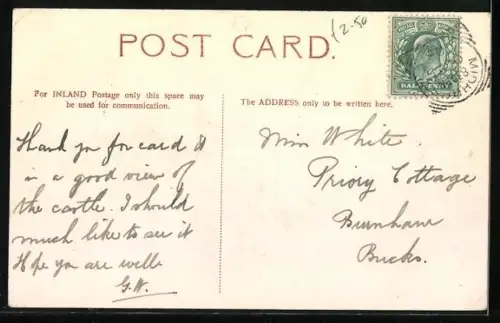 £2.50
POST CARD.
HALFPENNY
For INLAND Postage only this space may
be used for communication.
The ADDRESS only to be written here.
Thank you for card it
is a good view of
the castle. I should
much like to see it
Hope you are well.
G.W.
Miss White.
Priory Cottage
Burnham
Bucks.